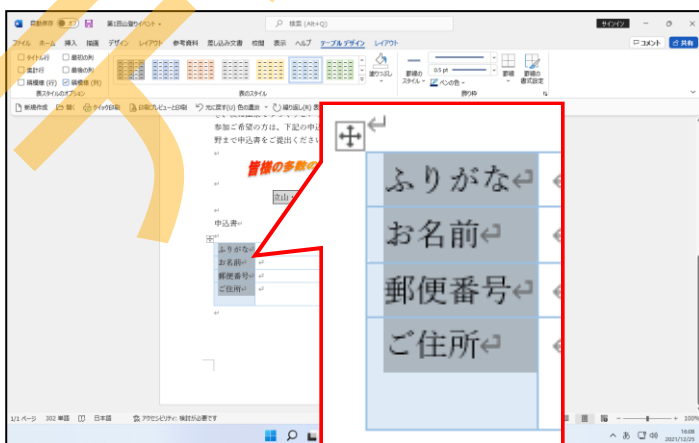 自動保存 オフ 第1回山登りイベント 検索 (Alt+Q) サインイン
ファイル ホーム 挿入 描画 デザイン レイアウト 参考資料 差し込み文書 校閲 表示 ヘルプ テーブル デザイン レイアウト コメント 共有
タイトル行 最初の列
集計行 最後の列
縞模様 (行) 縞模様 (列)
塗りつぶし 罫線の スタイル 0.5 pt ペンの色 罫線 罫線の 書式設定
表スタイルのオプション 表のスタイル 飾り枠
新規作成 開く クイック印刷 印刷プレビューと印刷 元に戻す(U) 色の選択 繰り返し(R)
参加ご希望の方は、下記の申込
野まで申込書をご提出ください
皆様の多数の
立山
申込書
ふりがな
お名前
郵便番号
ご住所
ふりがな
お名前
郵便番号
ご住所
1/1 ページ 302 単語 日本語 アクセシビリティ: 検討が必要です 100%
あ 16:08
2021/12/21